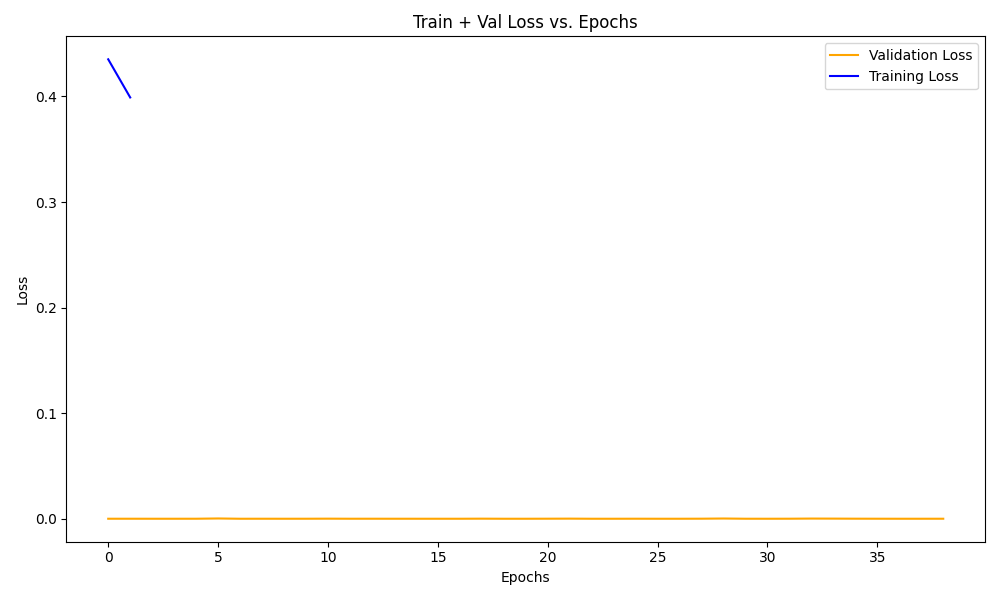 Train + Val Loss vs. Epochs
Validation Loss
Training Loss
0.4
0.3
0.2
0.1
0.0
Loss
0 5 10 15 20 25 30 35
Epochs